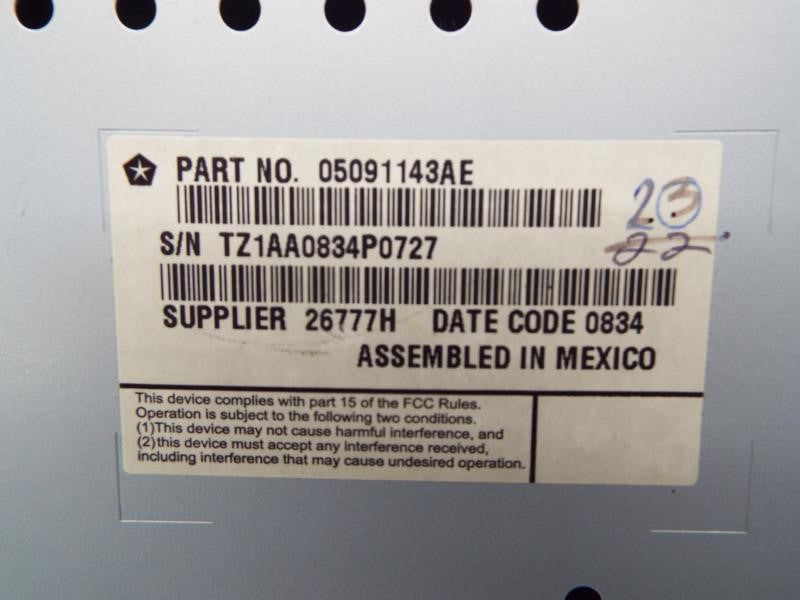 PART NO. 05091143AE
23
S/N TZ1AA0834P0727
22
SUPPLIER 26777H DATE CODE 0834
ASSEMBLED IN MEXICO
This device complies with part 15 of the FCC Rules.
Operation is subject to the following two conditions.
(1)This device may not cause harmful interference, and
(2)this device must accept any interference received,
including interference that may cause undesired operation.